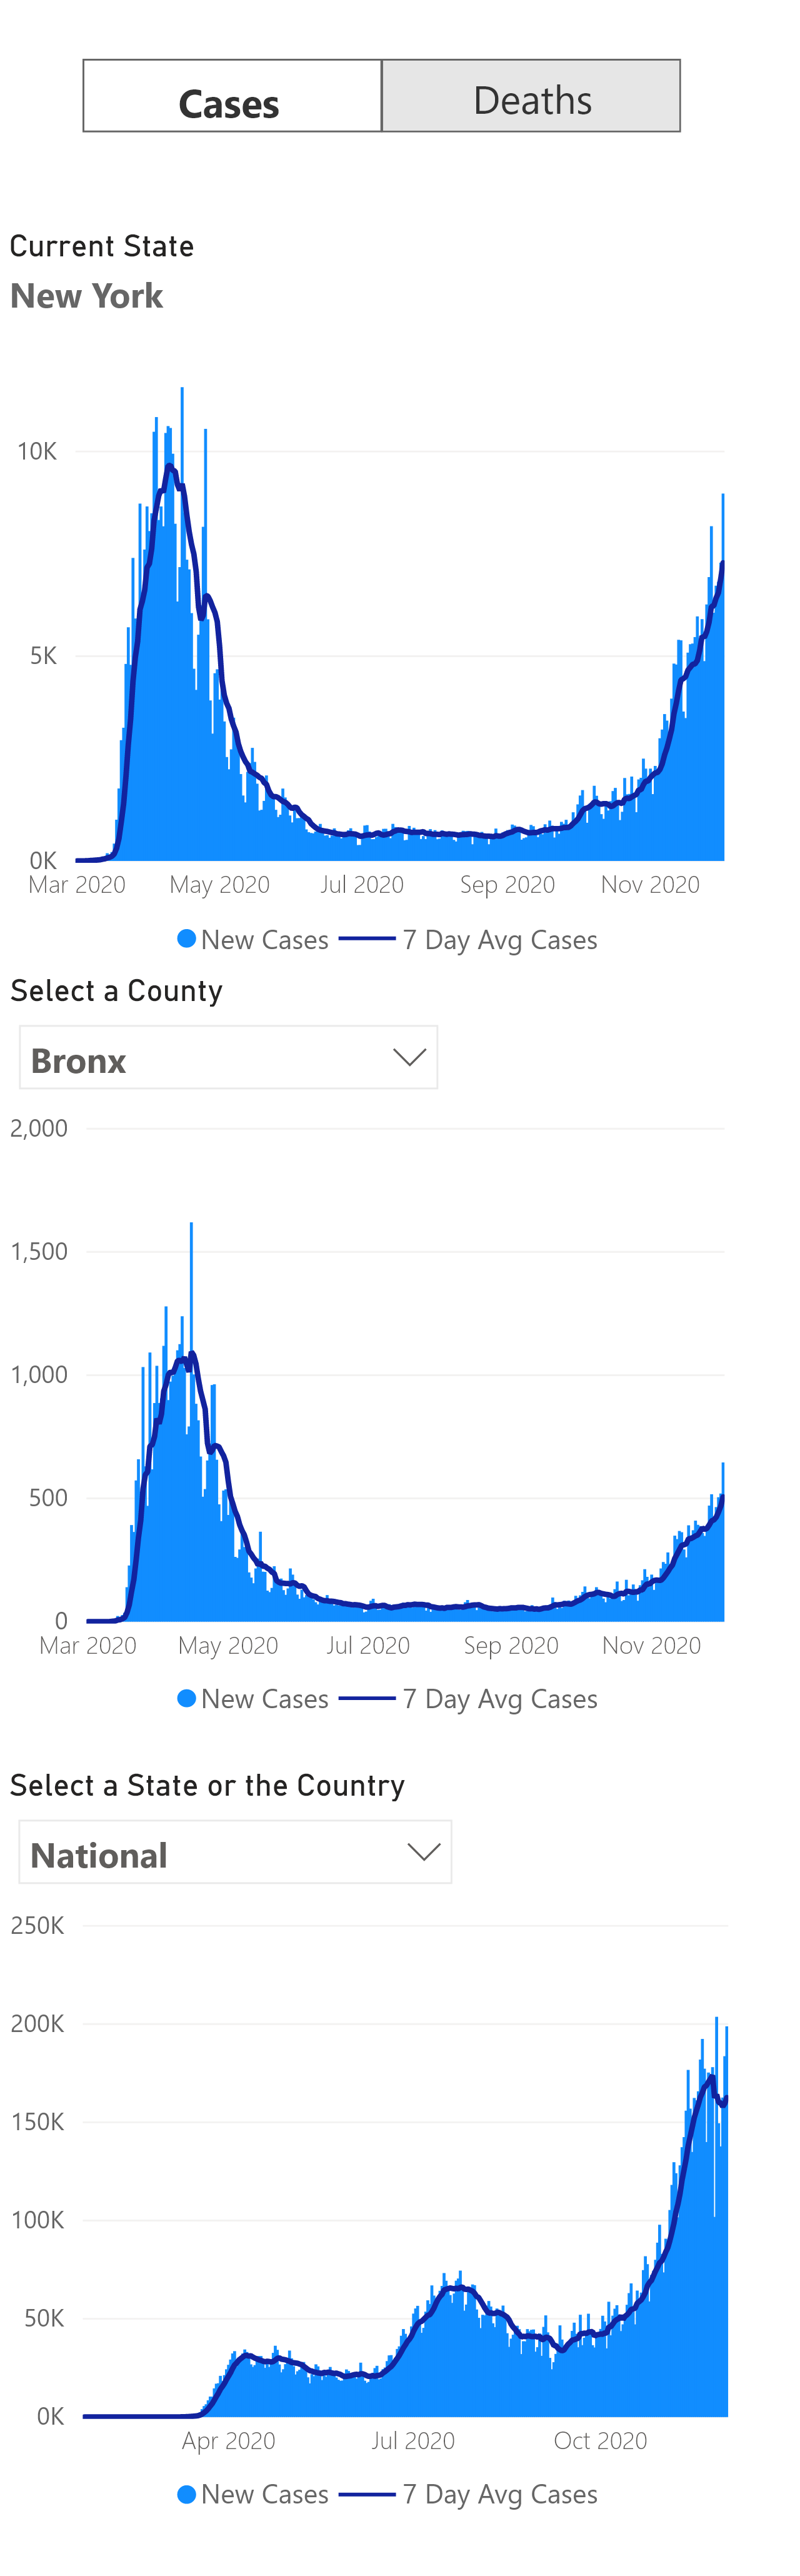 Cases Deaths
Current State
New York
10K
5K
0K
Mar 2020 May 2020 Jul 2020 Sep 2020 Nov 2020
New Cases 7 Day Avg Cases
Select a County
Bronx
2,000
1,500
1,000
500
0
Mar 2020 May 2020 Jul 2020 Sep 2020 Nov 2020
New Cases 7 Day Avg Cases
Select a State or the Country
National
250K
200K
150K
100K
50K
0K
Apr 2020 Jul 2020 Oct 2020
New Cases 7 Day Avg Cases